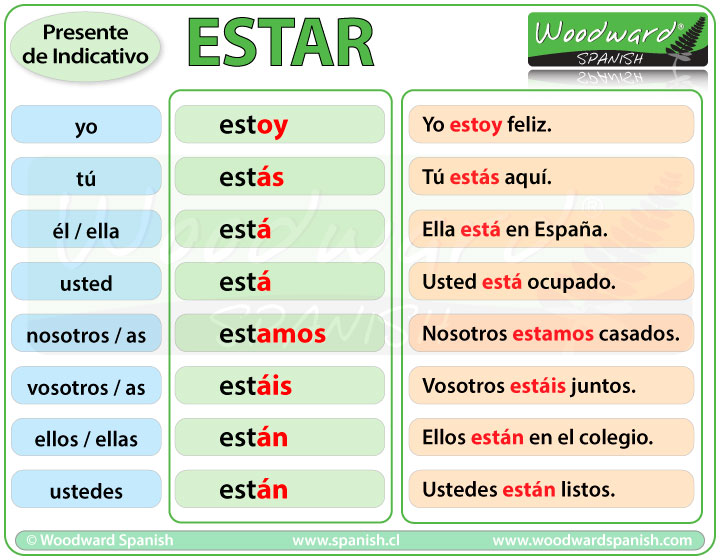 Presente
de Indicativo
ESTAR
Woodward®
SPANISH
yo estoy Yo estoy feliz.
tú estás Tú estás aquí.
él / ella está Ella está en España.
usted está Usted está ocupado.
nosotros / as estamos Nosotros estamos casados.
vosotros / as estáis Vosotros estáis juntos.
ellos / ellas están Ellos están en el colegio.
ustedes están Ustedes están listos.
Woodward®
SPANISH
© Woodward Spanish www.spanish.cl www.woodwardspanish.com